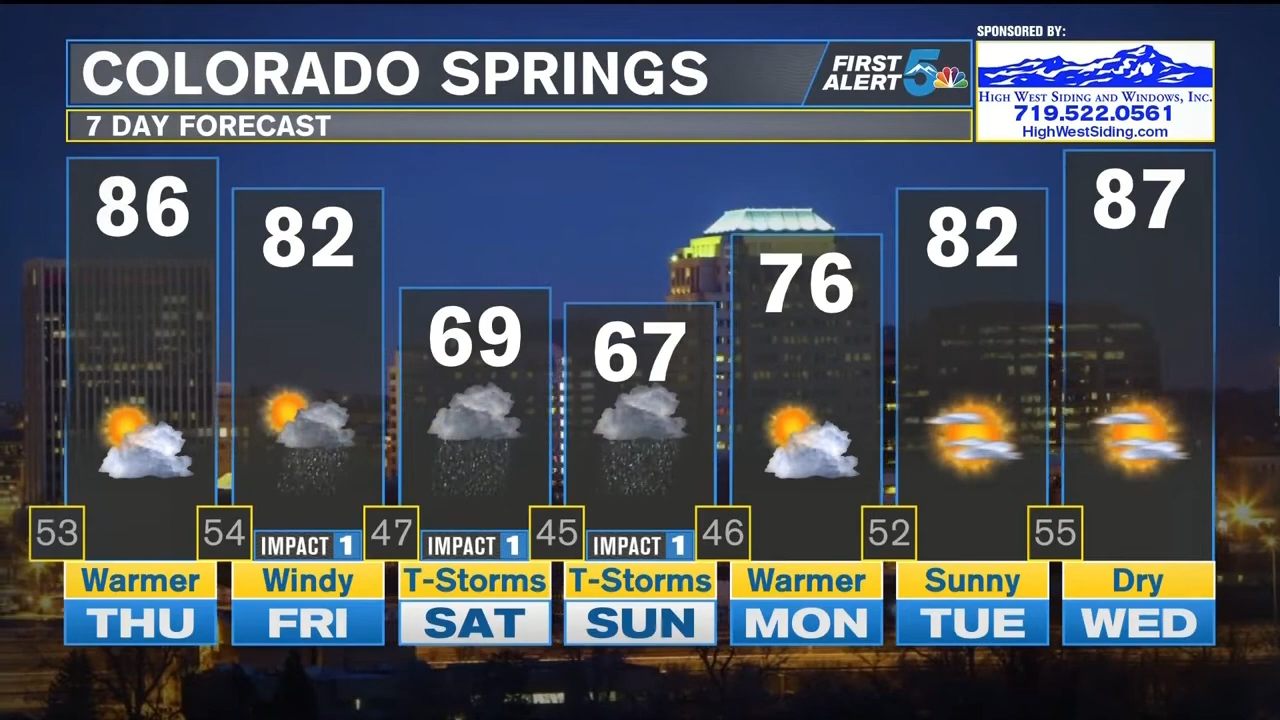 SPONSORED BY:
COLORADO SPRINGS
FIRST
ALERT 5
HIGH WEST SIDING AND WINDOWS, INC.
719.522.0561
HighWestSiding.com
7 DAY FORECAST
86 82 69 67 76 82 87
53 54 47 45 46 52 55
IMPACT 1 IMPACT 1 IMPACT 1
Warmer Windy T-Storms T-Storms Warmer Sunny Dry
THU FRI SAT SUN MON TUE WED